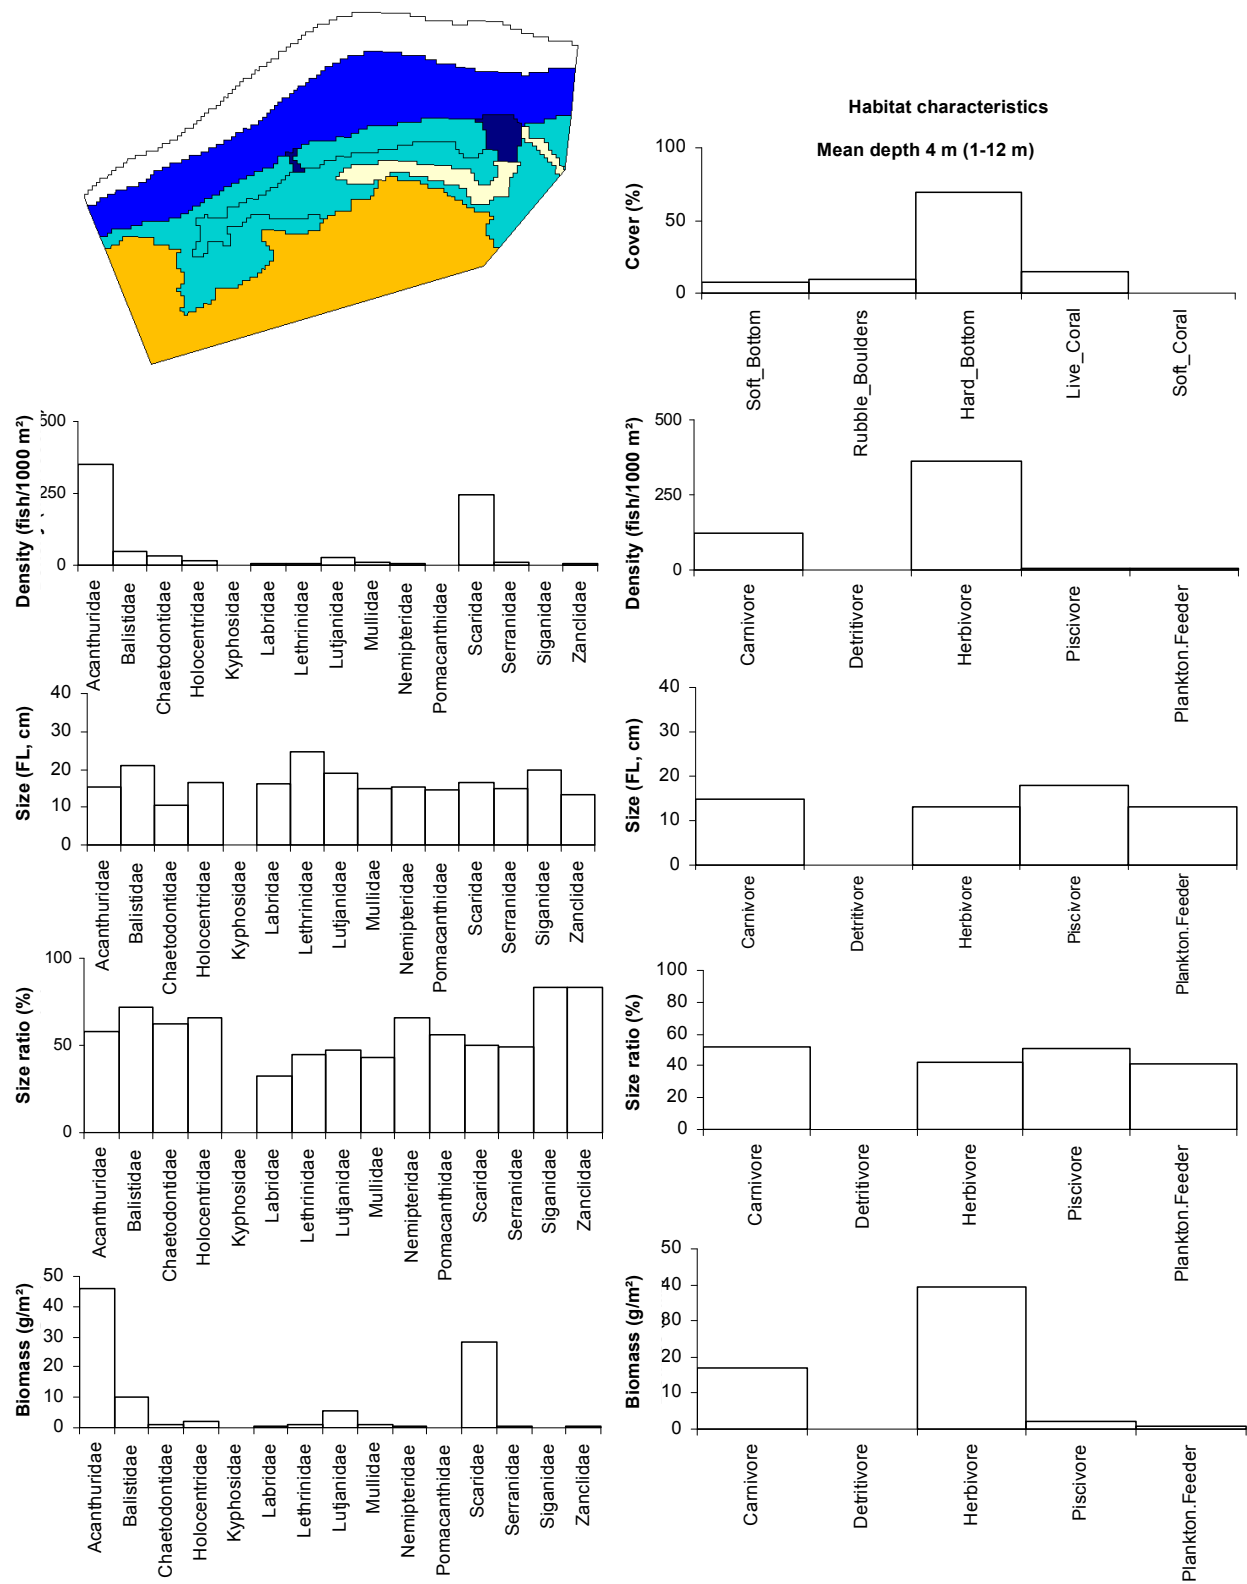 Habitat characteristics
Mean depth 4 m (1-12 m)
Cover (%)
100
50
0
Soft_Bottom
Rubble_Boulders
Hard_Bottom
Live_Coral
Soft_Coral
Density (fish/1000 m²)
500
250
0
Acanthuridae
Balistidae
Chaetodontidae
Holocentridae
Kyphosidae
Labridae
Lethrinidae
Lutjanidae
Mullidae
Nemipteridae
Pomacanthidae
Scaridae
Serranidae
Siganidae
Zanclidae
Density (fish/1000 m²)
500
250
0
Carnivore
Detritivore
Herbivore
Piscivore
Plankton.Feeder
Size (FL, cm)
40
30
20
10
0
Acanthuridae
Balistidae
Chaetodontidae
Holocentridae
Kyphosidae
Labridae
Lethrinidae
Lutjanidae
Mullidae
Nemipteridae
Pomacanthidae
Scaridae
Serranidae
Siganidae
Zanclidae
Size (FL, cm)
40
30
20
10
0
Carnivore
Detritivore
Herbivore
Piscivore
Plankton.Feeder
Size ratio (%)
100
50
0
Acanthuridae
Balistidae
Chaetodontidae
Holocentridae
Kyphosidae
Labridae
Lethrinidae
Lutjanidae
Mullidae
Nemipteridae
Pomacanthidae
Scaridae
Serranidae
Siganidae
Zanclidae
Size ratio (%)
100
80
60
40
20
0
Carnivore
Detritivore
Herbivore
Piscivore
Plankton.Feeder
Biomass (g/m²)
50
40
30
20
10
0
Acanthuridae
Balistidae
Chaetodontidae
Holocentridae
Kyphosidae
Labridae
Lethrinidae
Lutjanidae
Mullidae
Nemipteridae
Pomacanthidae
Scaridae
Serranidae
Siganidae
Zanclidae
Biomass (g/m²)
50
40
30
20
10
0
Carnivore
Detritivore
Herbivore
Piscivore
Plankton.Feeder